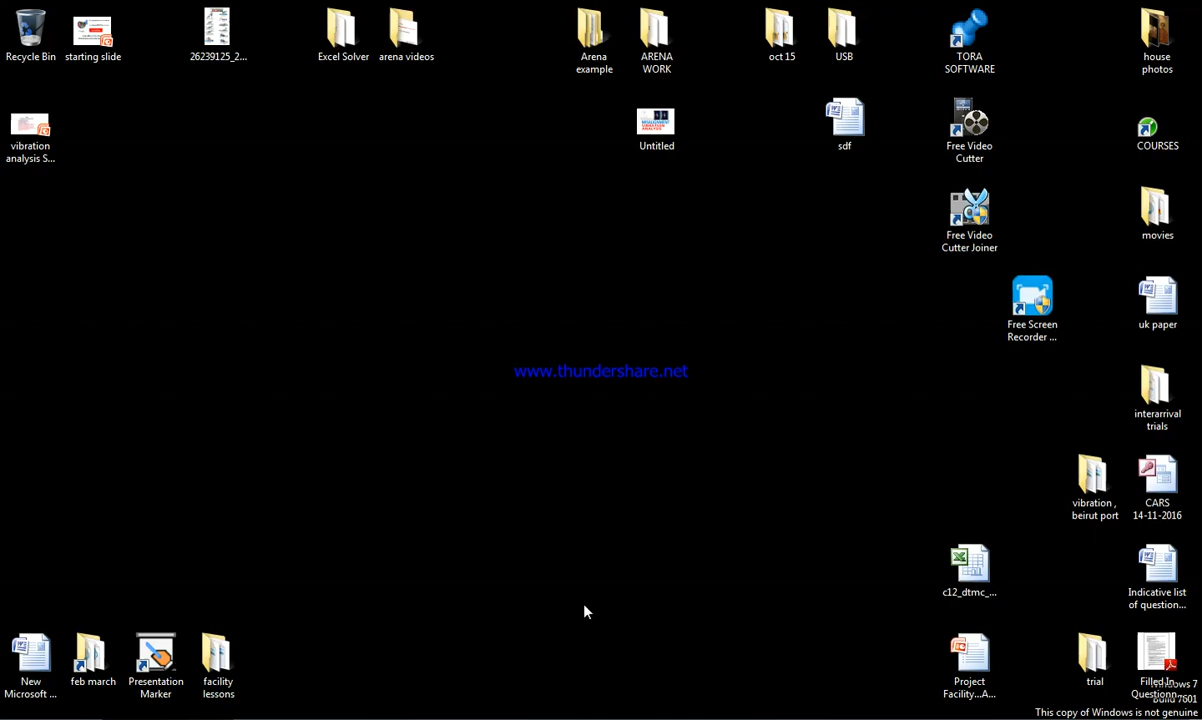 Recycle Bin
starting slide
26239125_2...
Excel Solver
arena videos
Arena
example
ARENA
WORK
oct 15
USB
TORA
SOFTWARE
house
photos
vibration
analysis S...
Untitled
sdf
Free Video
Cutter
COURSES
Free Video
Cutter Joiner
movies
Free Screen
Recorder ...
uk paper
www.thundershare.net
interarrival
trials
vibration ,
beirut port
CARS
14-11-2016
c12_dtmc_...
Indicative list
of question...
New
Microsoft ...
feb march
Presentation
Marker
facility
lessons
Project
Facility...A...
trial
Filled In
Questionn...
Windows 7
Build 7601
This copy of Windows is not genuine